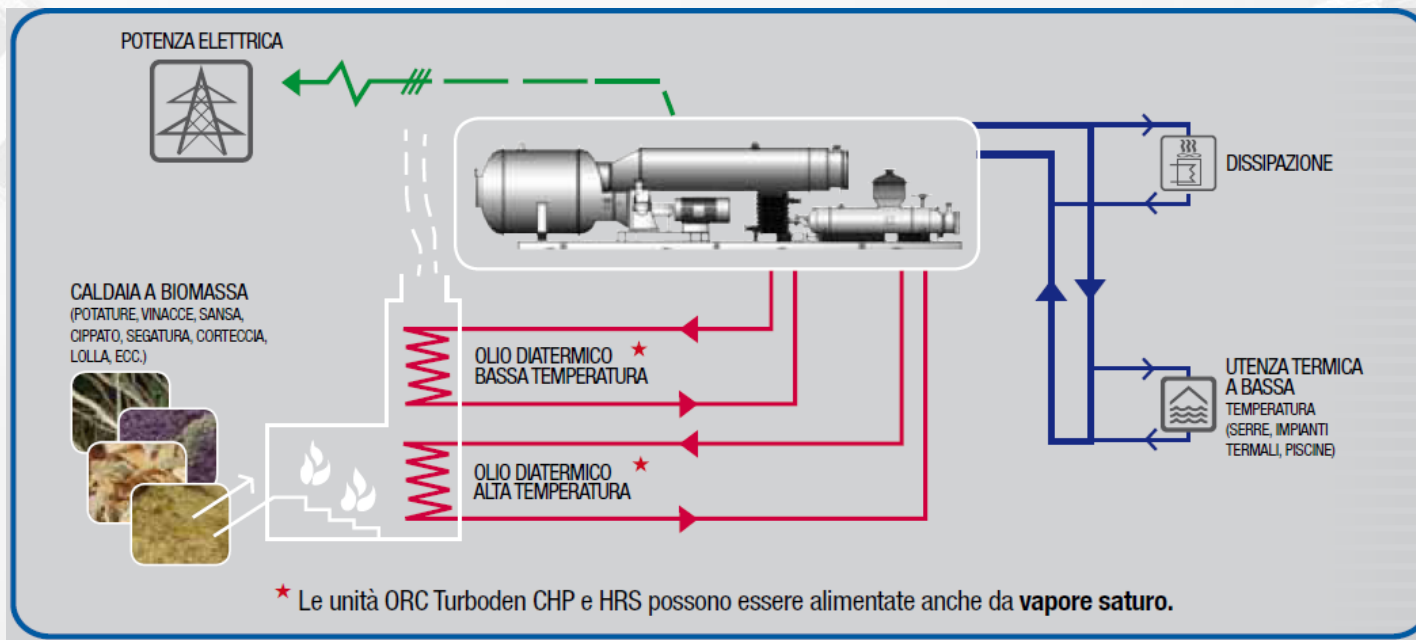 POTENZA ELETTRICA
DISSIPAZIONE
CALDAIA A BIOMASSA
(POTATURE, VINACCE, SANSA,
CIPPATO, SEGATURA, CORTECCIA,
LOLLA, ECC.)
OLIO DIATERMICO ★
BASSA TEMPERATURA
UTENZA TERMICA
A BASSA
TEMPERATURA
(SERRE, IMPIANTI
TERMALI, PISCINE)
OLIO DIATERMICO ★
ALTA TEMPERATURA
★ Le unità ORC Turboden CHP e HRS possono essere alimentate anche da vapore saturo.